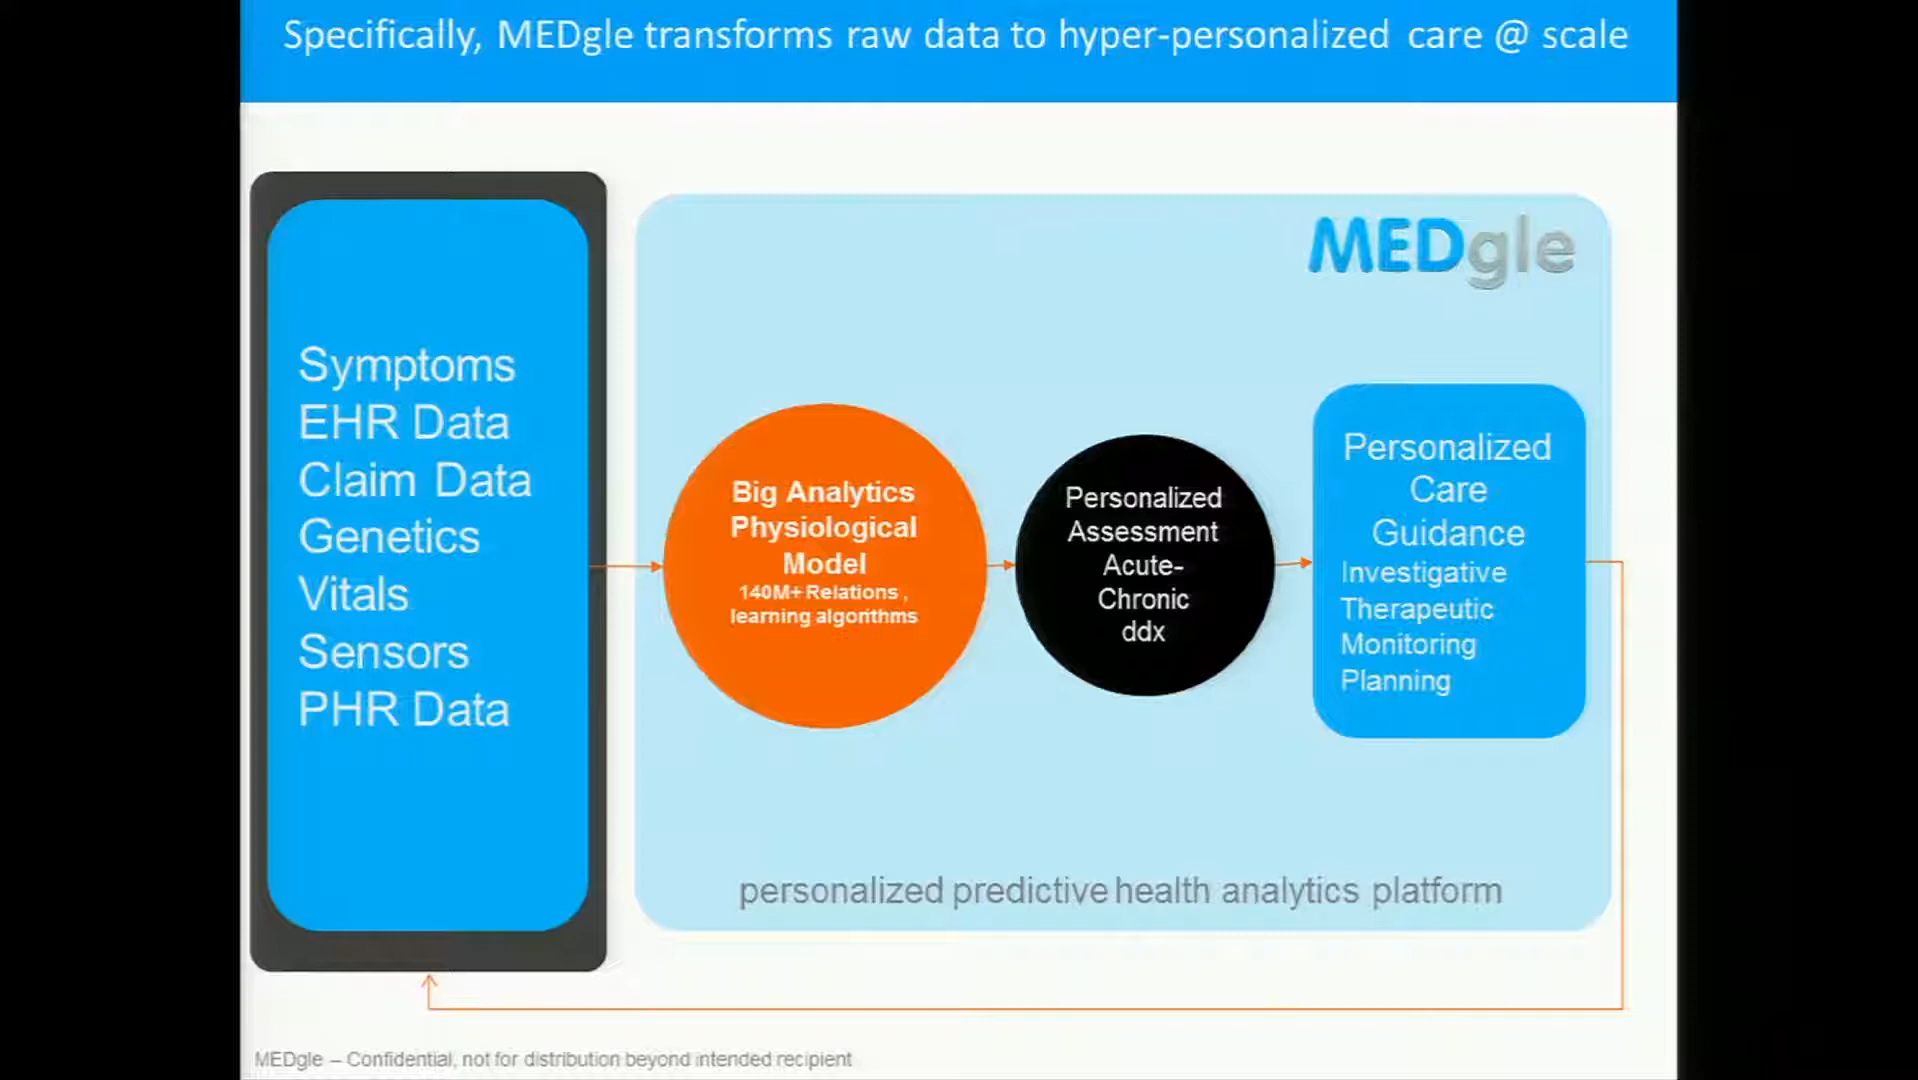 Specifically, MEDgle transforms raw data to hyper-personalized care @ scale
Symptoms
EHR Data
Claim Data
Genetics
Vitals
Sensors
PHR Data
MEDgle
Big Analytics
Physiological
Model
140M+ Relations ,
learning algorithms
Personalized
Assessment
Acute-
Chronic
ddx
Personalized
Care
Guidance
Investigative
Therapeutic
Monitoring
Planning
personalized predictive health analytics platform
MEDgle – Confidential, not for distribution beyond intended recipient